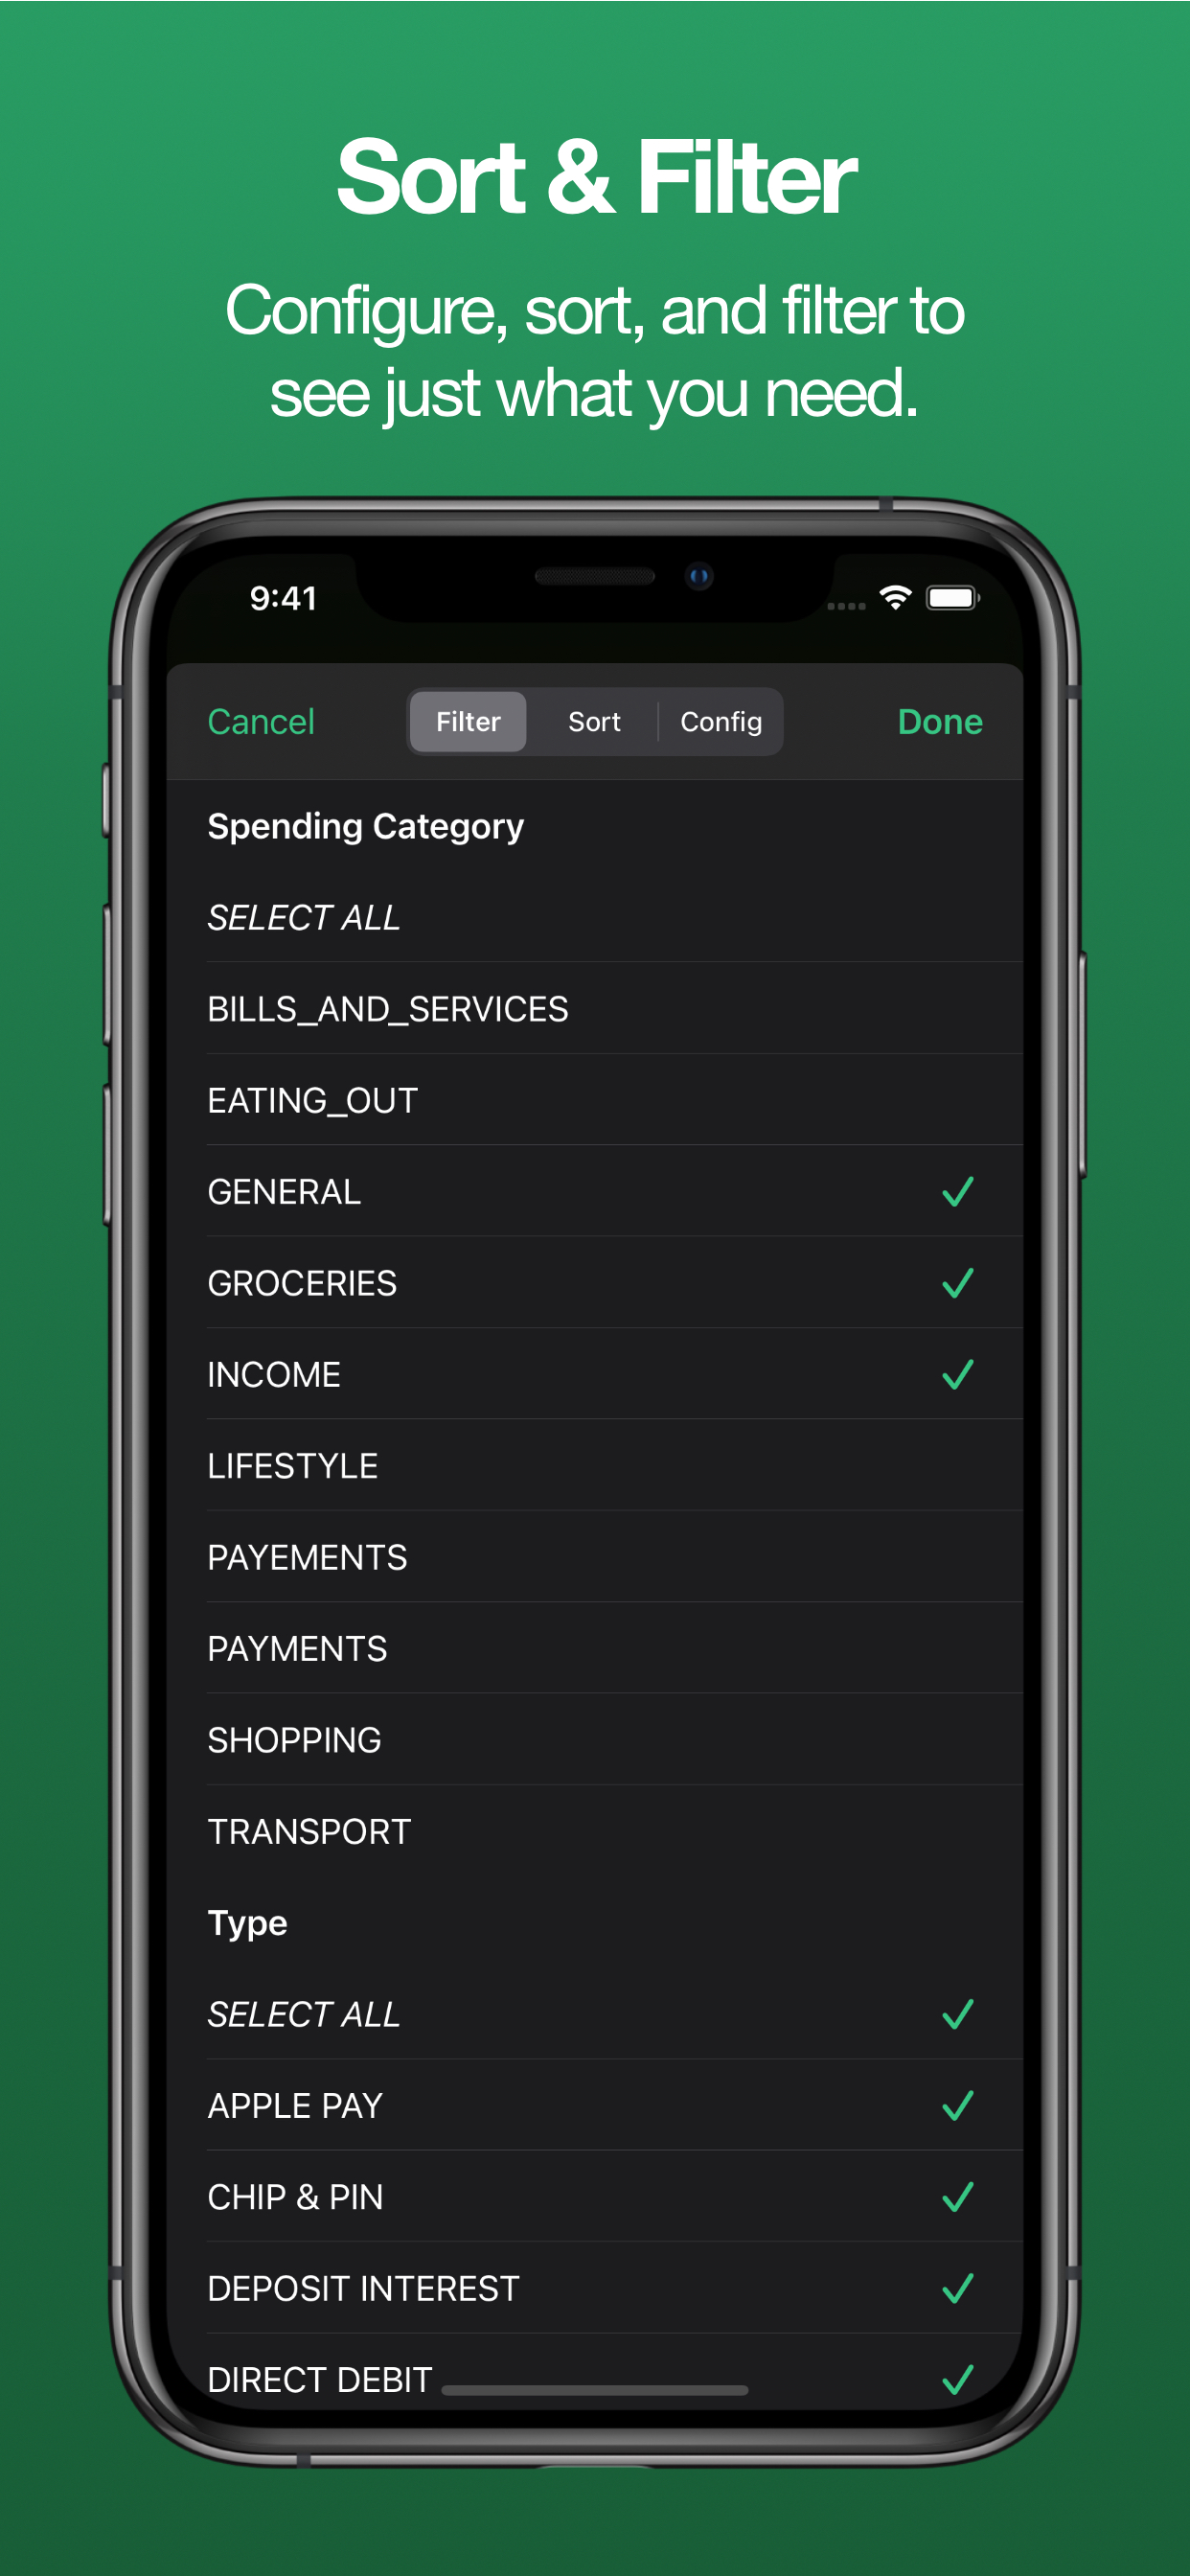 Sort & Filter
Configure, sort, and filter to
see just what you need.
9:41
Cancel Filter Sort Config Done
Spending Category
SELECT ALL
BILLS_AND_SERVICES
EATING_OUT
GENERAL
GROCERIES
INCOME
LIFESTYLE
PAYEMENTS
PAYMENTS
SHOPPING
TRANSPORT
Type
SELECT ALL
APPLE PAY
CHIP & PIN
DEPOSIT INTEREST
DIRECT DEBIT